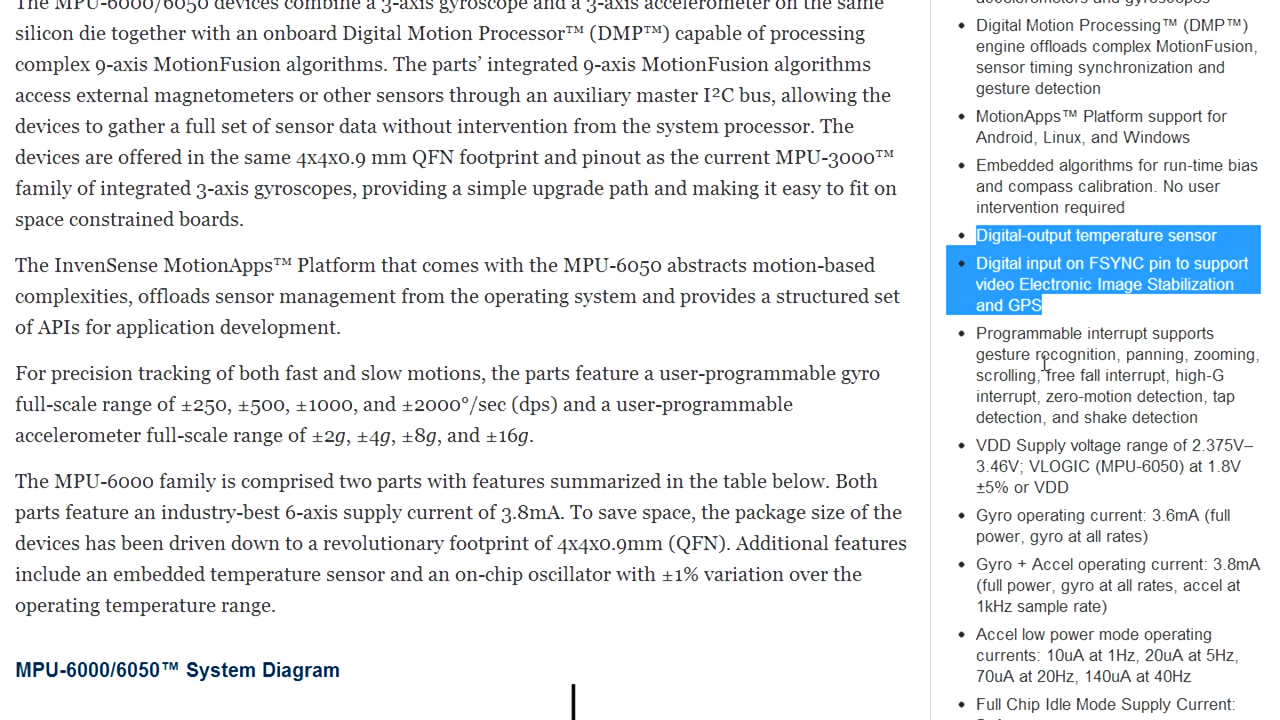 The MPU-6000/6050 devices combine a 3-axis gyroscope and a 3-axis accelerometer on the same
silicon die together with an onboard Digital Motion Processor™ (DMP™) capable of processing
complex 9-axis MotionFusion algorithms. The parts’ integrated 9-axis MotionFusion algorithms
access external magnetometers or other sensors through an auxiliary master I²C bus, allowing the
devices to gather a full set of sensor data without intervention from the system processor. The
devices are offered in the same 4x4x0.9 mm QFN footprint and pinout as the current MPU-3000™
family of integrated 3-axis gyroscopes, providing a simple upgrade path and making it easy to fit on
space constrained boards.
The InvenSense MotionApps™ Platform that comes with the MPU-6050 abstracts motion-based
complexities, offloads sensor management from the operating system and provides a structured set
of APIs for application development.
For precision tracking of both fast and slow motions, the parts feature a user-programmable gyro
full-scale range of ±250, ±500, ±1000, and ±2000°/sec (dps) and a user-programmable
accelerometer full-scale range of ±2g, ±4g, ±8g, and ±16g.
The MPU-6000 family is comprised two parts with features summarized in the table below. Both
parts feature an industry-best 6-axis supply current of 3.8mA. To save space, the package size of the
devices has been driven down to a revolutionary footprint of 4x4x0.9mm (QFN). Additional features
include an embedded temperature sensor and an on-chip oscillator with ±1% variation over the
operating temperature range.
MPU-6000/6050™ System Diagram
accelerometers and gyroscopes
Digital Motion Processing™ (DMP™)
engine offloads complex MotionFusion,
sensor timing synchronization and
gesture detection
MotionApps™ Platform support for
Android, Linux, and Windows
Embedded algorithms for run-time bias
and compass calibration. No user
intervention required
Digital-output temperature sensor
Digital input on FSYNC pin to support
video Electronic Image Stabilization
and GPS
Programmable interrupt supports
gesture recognition, panning, zooming,
scrolling, free fall interrupt, high-G
interrupt, zero-motion detection, tap
detection, and shake detection
VDD Supply voltage range of 2.375V–
3.46V; VLOGIC (MPU-6050) at 1.8V
±5% or VDD
Gyro operating current: 3.6mA (full
power, gyro at all rates)
Gyro + Accel operating current: 3.8mA
(full power, gyro at all rates, accel at
1kHz sample rate)
Accel low power mode operating
currents: 10uA at 1Hz, 20uA at 5Hz,
70uA at 20Hz, 140uA at 40Hz
Full Chip Idle Mode Supply Current: